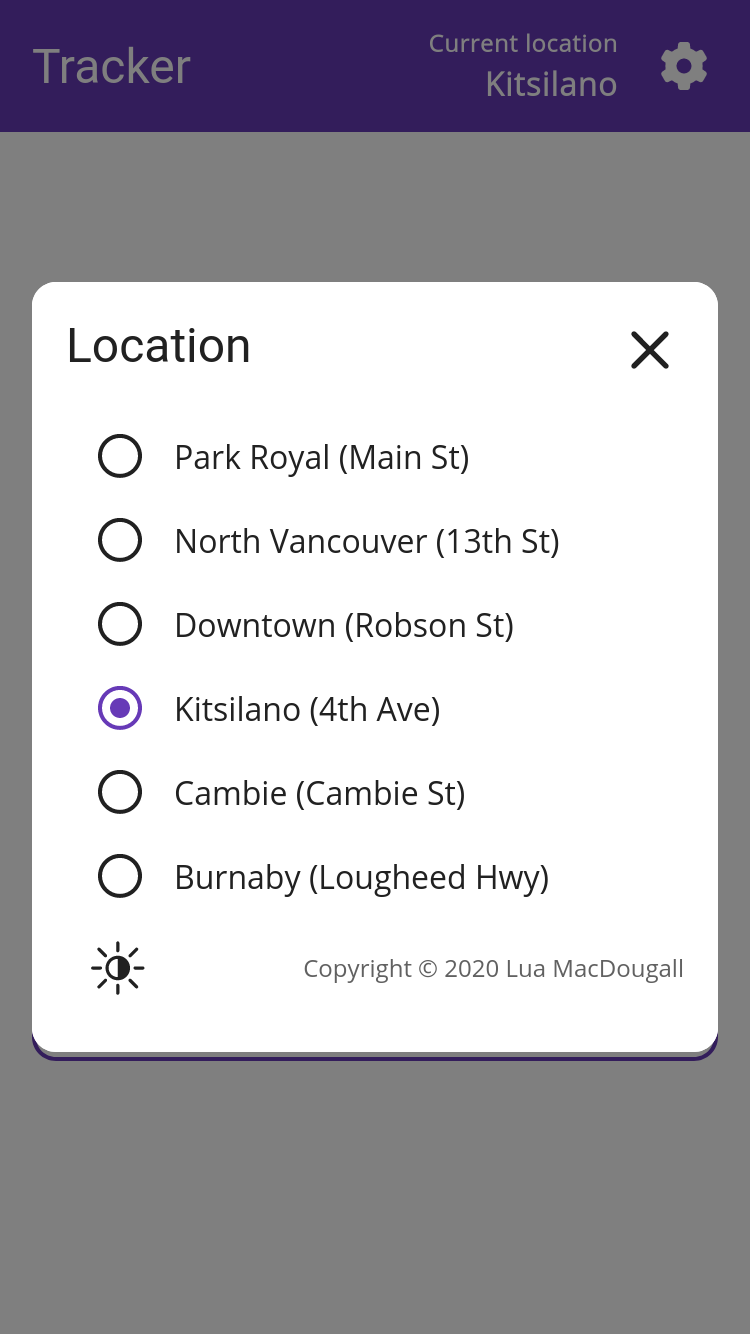 Tracker
Current location
Kitsilano
Location
Park Royal (Main St)
North Vancouver (13th St)
Downtown (Robson St)
Kitsilano (4th Ave)
Cambie (Cambie St)
Burnaby (Lougheed Hwy)
Copyright © 2020 Lua MacDougall